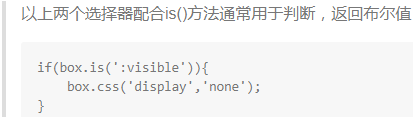 以上两个选择器配合is()方法通常用于判断，返回布尔值
if(box.is(':visible')){
    box.css('display','none');
}